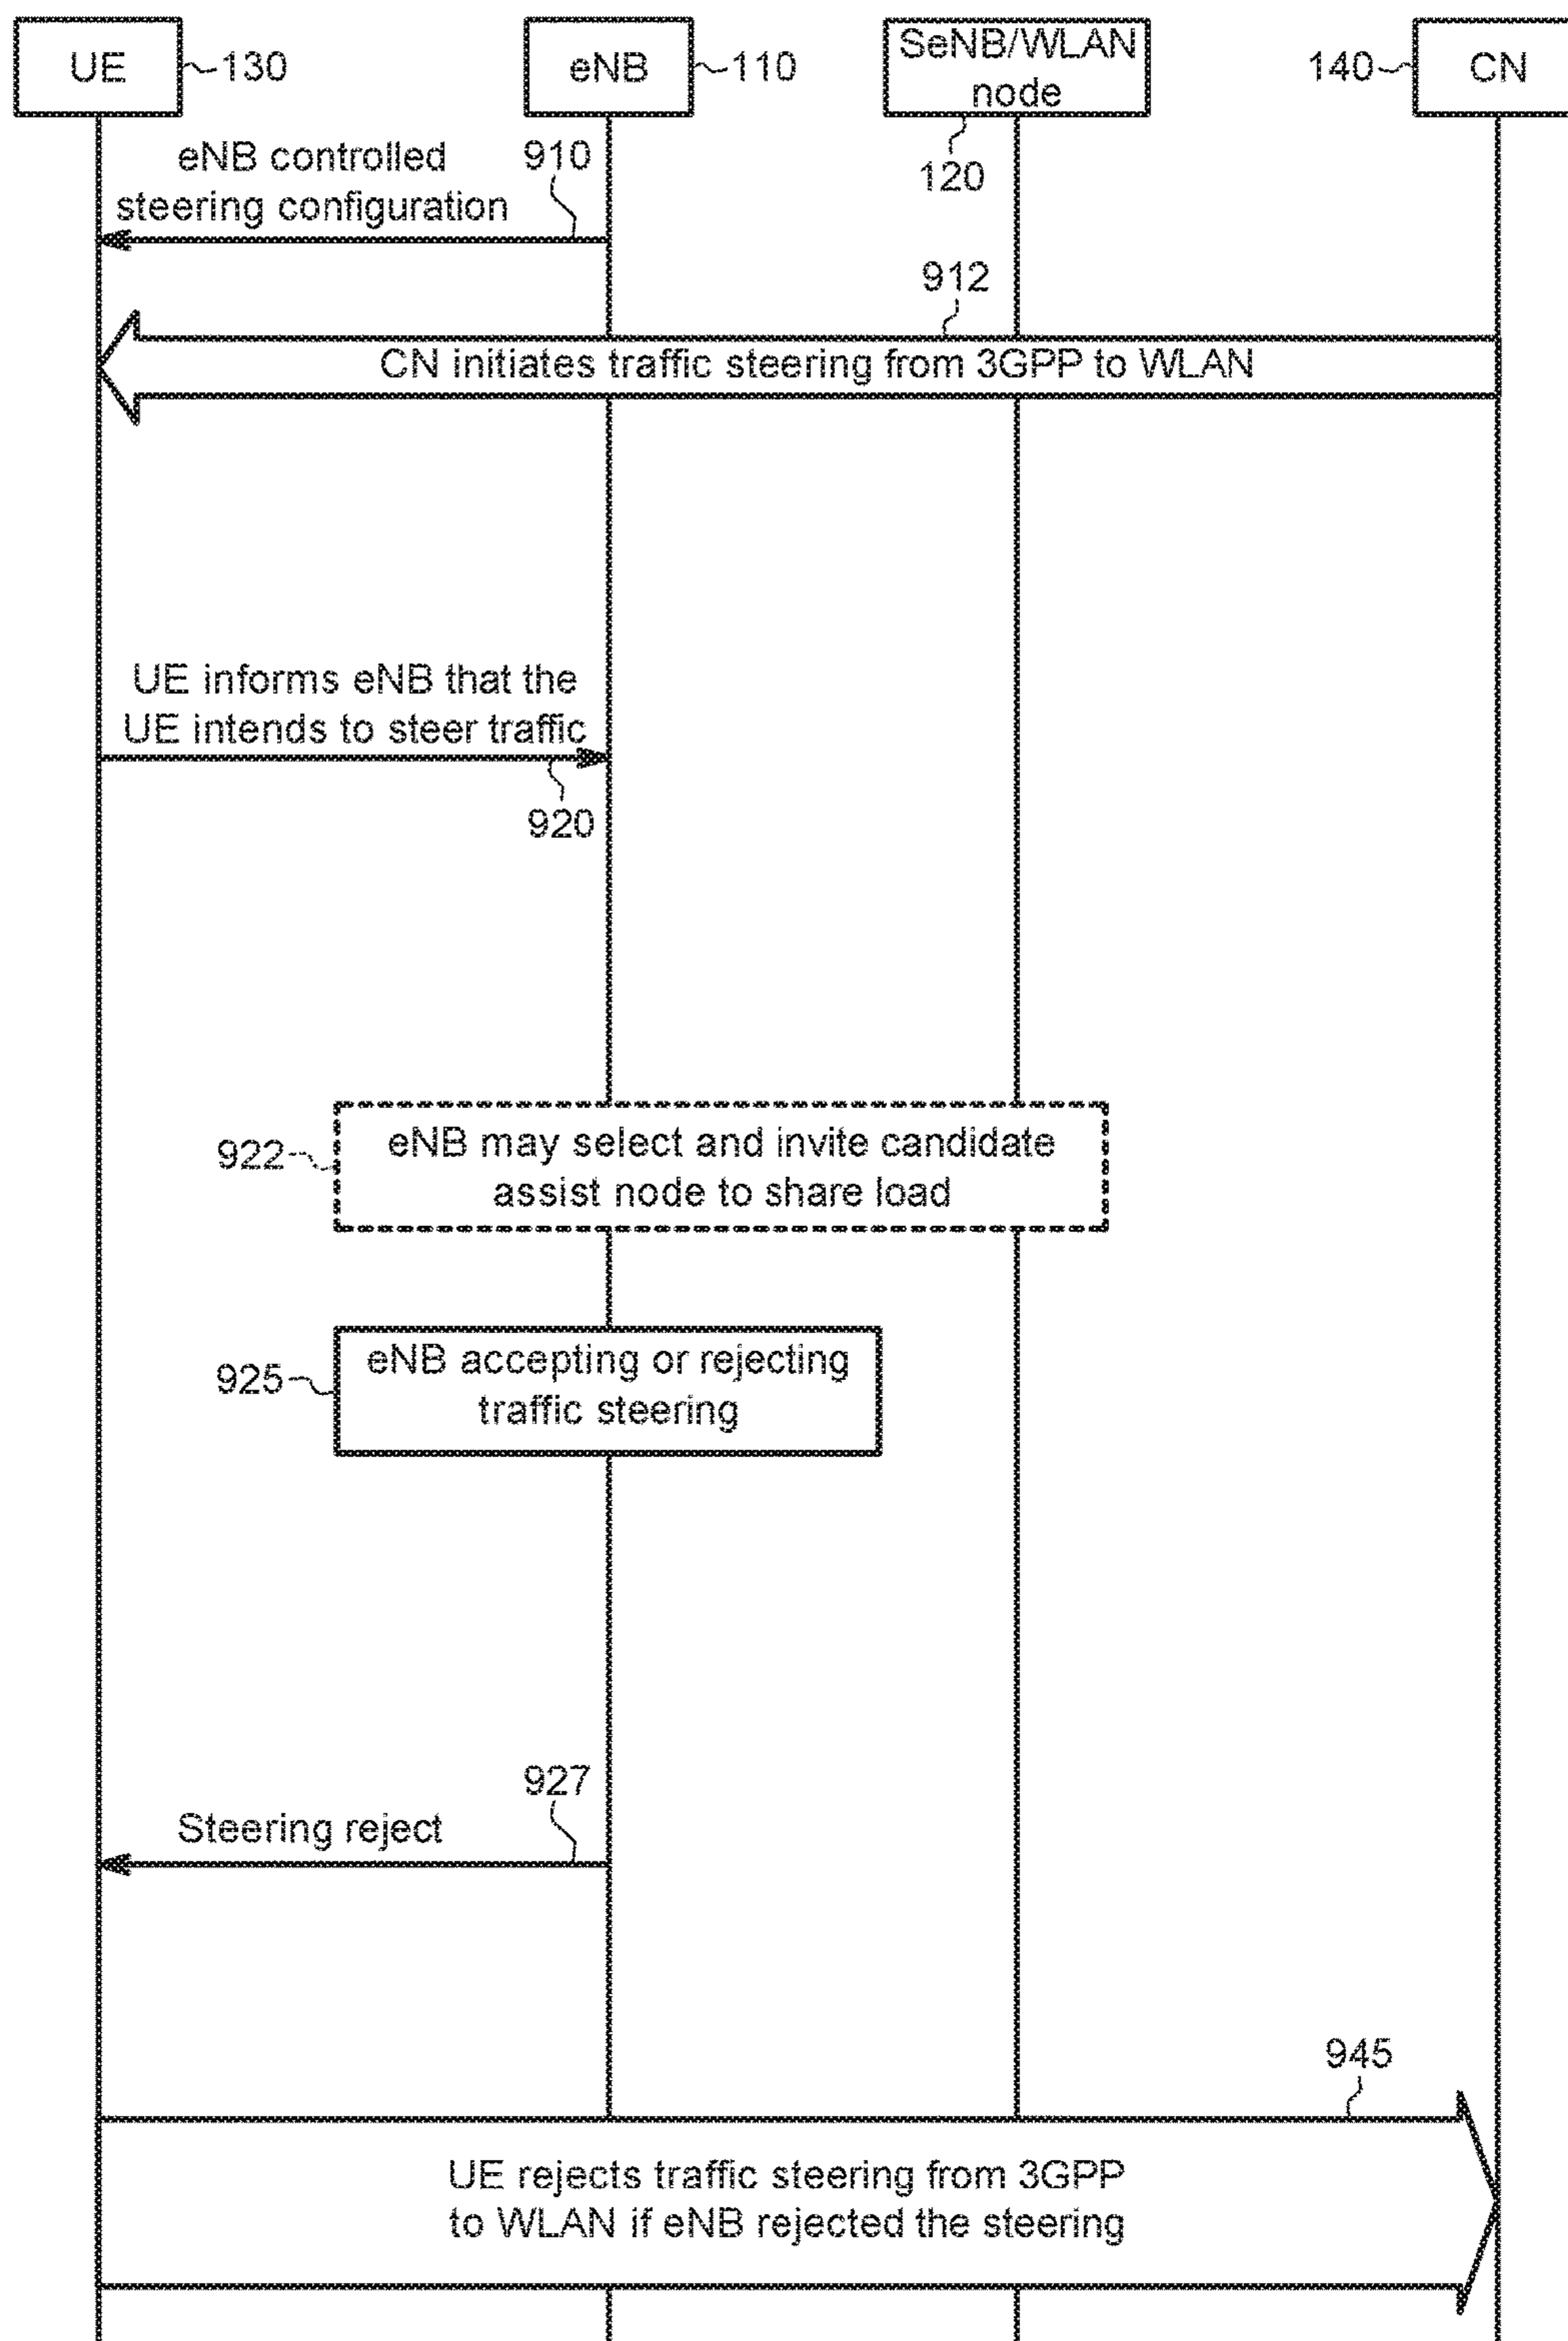 UE
130
eNB
110
SeNB/WLAN
node
120
140
CN
eNB controlled
steering configuration
910
912
CN initiates traffic steering from 3GPP to WLAN
UE informs eNB that the
UE intends to steer traffic
920
922
eNB may select and invite candidate
assist node to share load
925
eNB accepting or rejecting
traffic steering
927
Steering reject
945
UE rejects traffic steering from 3GPP
to WLAN if eNB rejected the steering